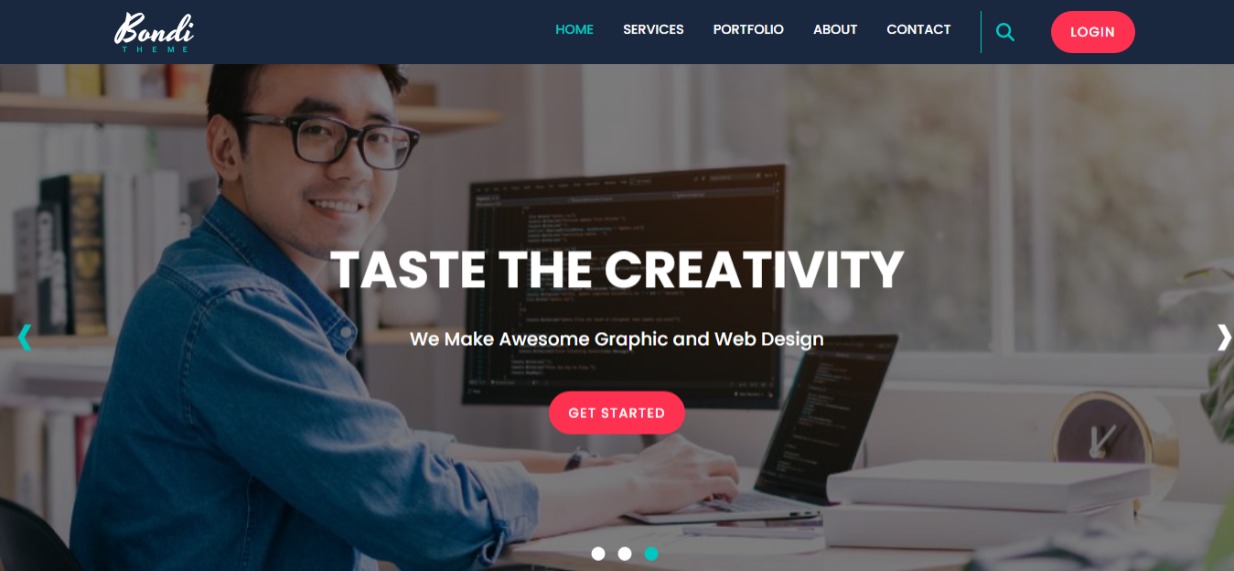 Bondi
THEME
HOME SERVICES PORTFOLIO ABOUT CONTACT LOGIN
TASTE THE CREATIVITY
We Make Awesome Graphic and Web Design
GET STARTED